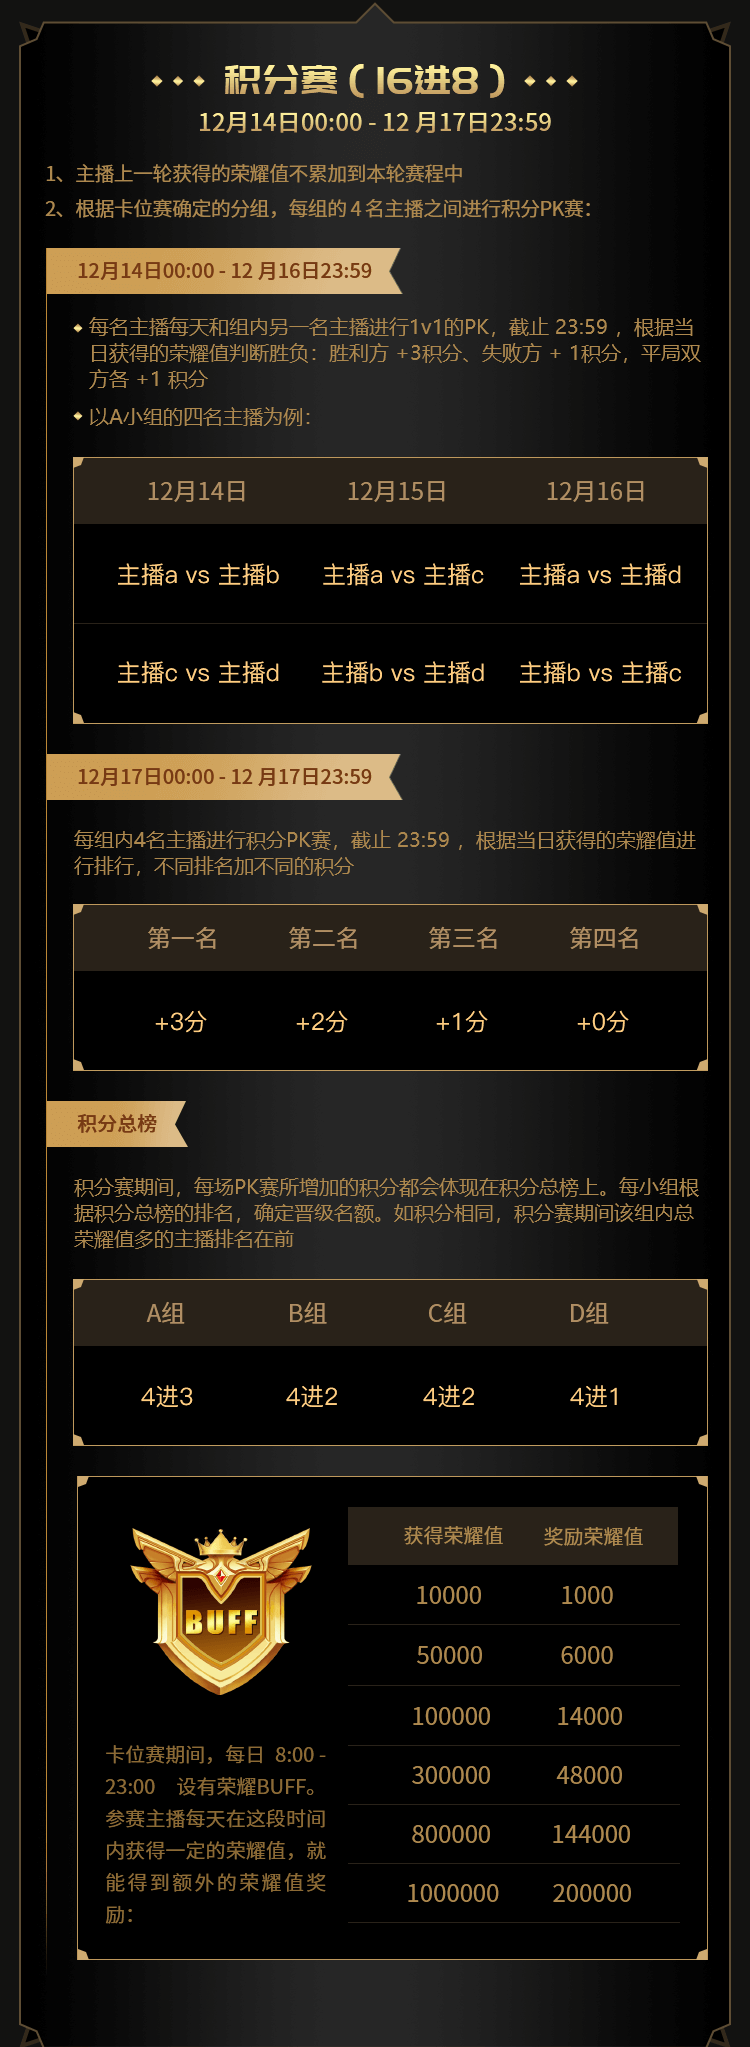 积分赛（16进8）
12月14日00:00 - 12 月17日23:59
1、主播上一轮获得的荣耀值不累加到本轮赛程中
2、根据卡位赛确定的分组，每组的 4 名主播之间进行积分PK赛：
12月14日00:00 - 12 月16日23:59
每名主播每天和组内另一名主播进行1v1的PK，截止 23:59 ，根据当
日获得的荣耀值判断胜负：胜利方 +3积分、失败方 + 1积分，平局双
方各 +1 积分
以A小组的四名主播为例：
12月14日 12月15日 12月16日
主播a vs 主播b 主播a vs 主播c 主播a vs 主播d
主播c vs 主播d 主播b vs 主播d 主播b vs 主播c
12月17日00:00 - 12 月17日23:59
每组内4名主播进行积分PK赛，截止 23:59 ，根据当日获得的荣耀值进
行排行，不同排名加不同的积分
第一名 第二名 第三名 第四名
+3分 +2分 +1分 +0分
积分总榜
积分赛期间，每场PK赛所增加的积分都会体现在积分总榜上。每小组根
据积分总榜的排名，确定晋级名额。如积分相同，积分赛期间该组内总
荣耀值多的主播排名在前
A组 B组 C组 D组
4进3 4进2 4进2 4进1
BUFF
卡位赛期间，每日 8:00 -
23:00 设有荣耀BUFF。
参赛主播每天在这段时间
内获得一定的荣耀值，就
能得到额外的荣耀值奖
励：
获得荣耀值 奖励荣耀值
10000 1000
50000 6000
100000 14000
300000 48000
800000 144000
1000000 200000